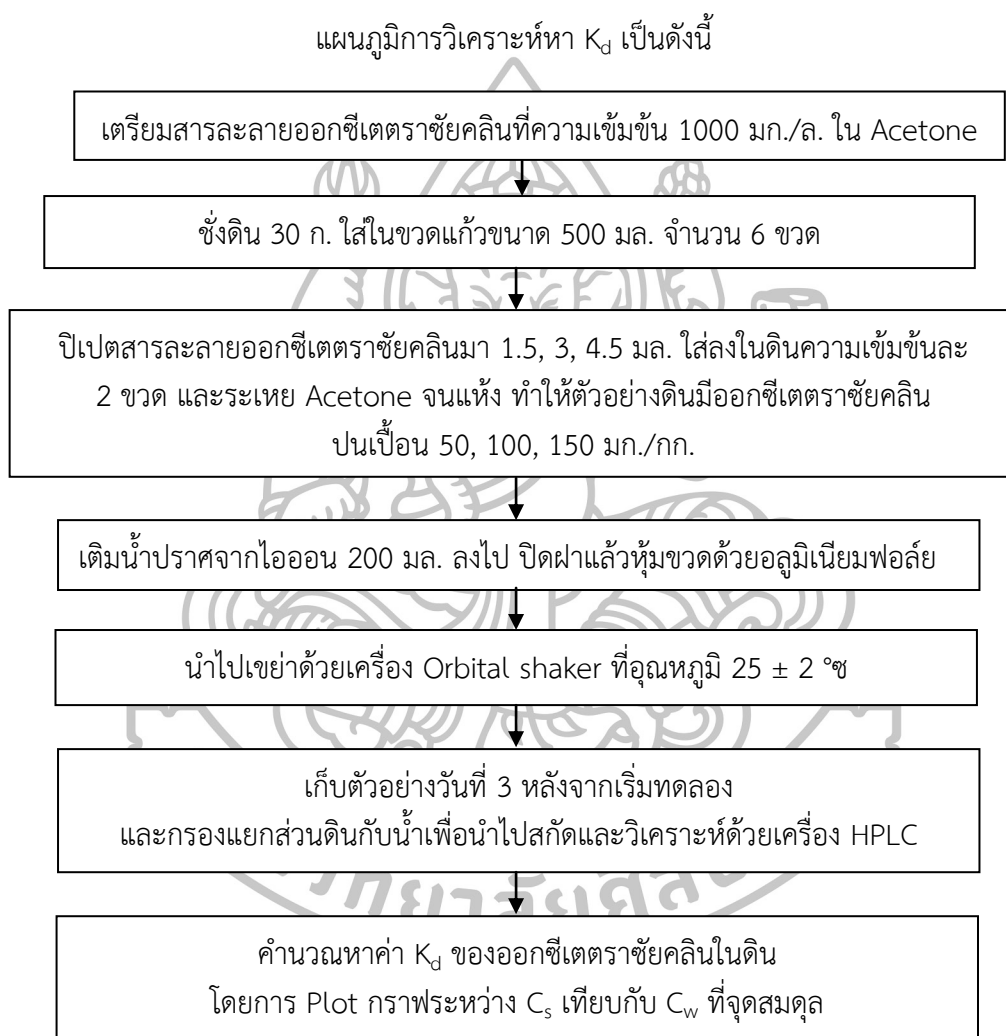 แผนภูมิการวิเคราะห์หา K_d เป็นดังนี้
เตรียมสารละลายออกซีเตตราซัยคลินที่ความเข้มข้น 1000 มก./ล. ใน Acetone
ชั่งดิน 30 ก. ใส่ในขวดแก้วขนาด 500 มล. จำนวน 6 ขวด
ปิเปตสารละลายออกซีเตตราซัยคลินมา 1.5, 3, 4.5 มล. ใส่ลงในดินความเข้มข้นละ
2 ขวด และระเหย Acetone จนแห้ง ทำให้ตัวอย่างดินมีออกซีเตตราซัยคลิน
ปนเปื้อน 50, 100, 150 มก./กก.
เติมน้ำปราศจากไอออน 200 มล. ลงไป ปิดฝาแล้วหุ้มขวดด้วยอลูมิเนียมฟอล์ย
นำไปเขย่าด้วยเครื่อง Orbital shaker ที่อุณหภูมิ 25 ± 2 °ซ
เก็บตัวอย่างวันที่ 3 หลังจากเริ่มทดลอง
และกรองแยกส่วนดินกับน้ำเพื่อนำไปสกัดและวิเคราะห์ด้วยเครื่อง HPLC
คำนวณหาค่า K_d ของออกซีเตตราซัยคลินในดิน
โดยการ Plot กราฟระหว่าง C_s เทียบกับ C_w ที่จุดสมดุล